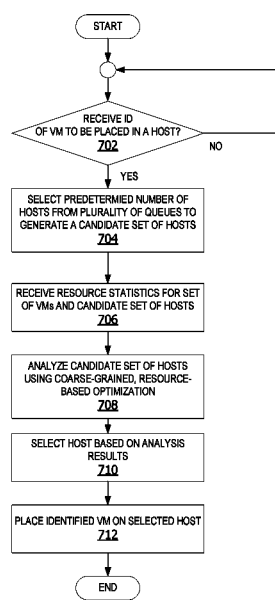 START
RECEIVE ID
OF VM TO BE PLACED IN A HOST?
702
NO
YES
SELECT PREDETERMIED NUMBER OF
HOSTS FROM PLURALITY OF QUEUES TO
GENERATE A CANDIDATE SET OF HOSTS
704
RECEIVE RESOURCE STATISTICS FOR SET
OF VMs AND CANDIDATE SET OF HOSTS
706
ANALYZE CANDIDATE SET OF HOSTS
USING COARSE-GRAINED, RESOURCE-
BASED OPTIMIZATION
708
SELECT HOST BASED ON ANALYSIS
RESULTS
710
PLACE IDENTIFIED VM ON SELECTED HOST
712
END